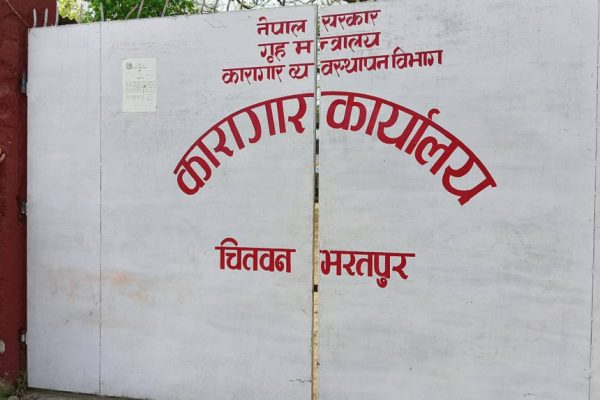 नेपाल सरकार
गृह मन्त्रालय
कारागार व्यवस्थापन विभाग
कारागार कार्यालय
चितवन भरतपुर